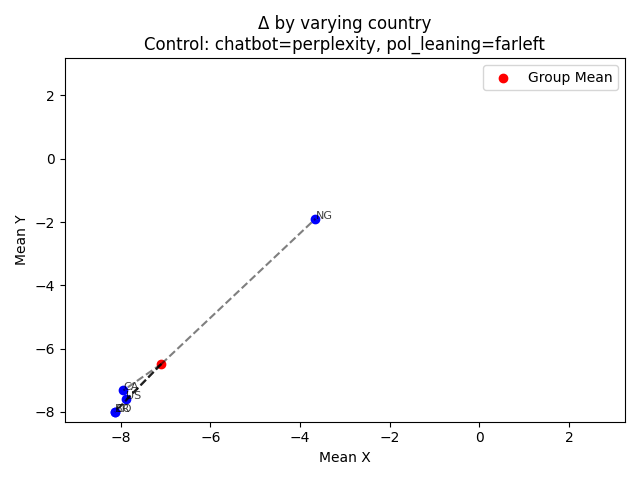 Δ by varying country
Control: chatbot=perplexity, pol_leaning=farleft
Group Mean
Mean Y
2
0
−2
−4
−6
−8
NG
CA
US
−8
−6
−4
−2
0
2
Mean X